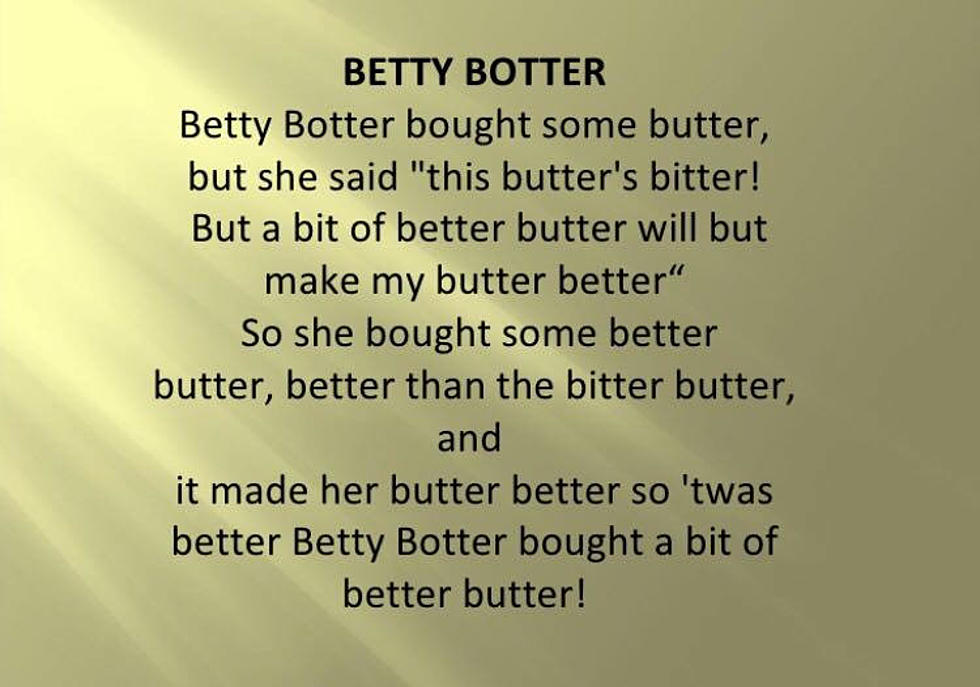 BETTY BOTTER
Betty Botter bought some butter,
but she said "this butter's bitter!
But a bit of better butter will but
make my butter better“
So she bought some better
butter, better than the bitter butter,
and
it made her butter better so 'twas
better Betty Botter bought a bit of
better butter!